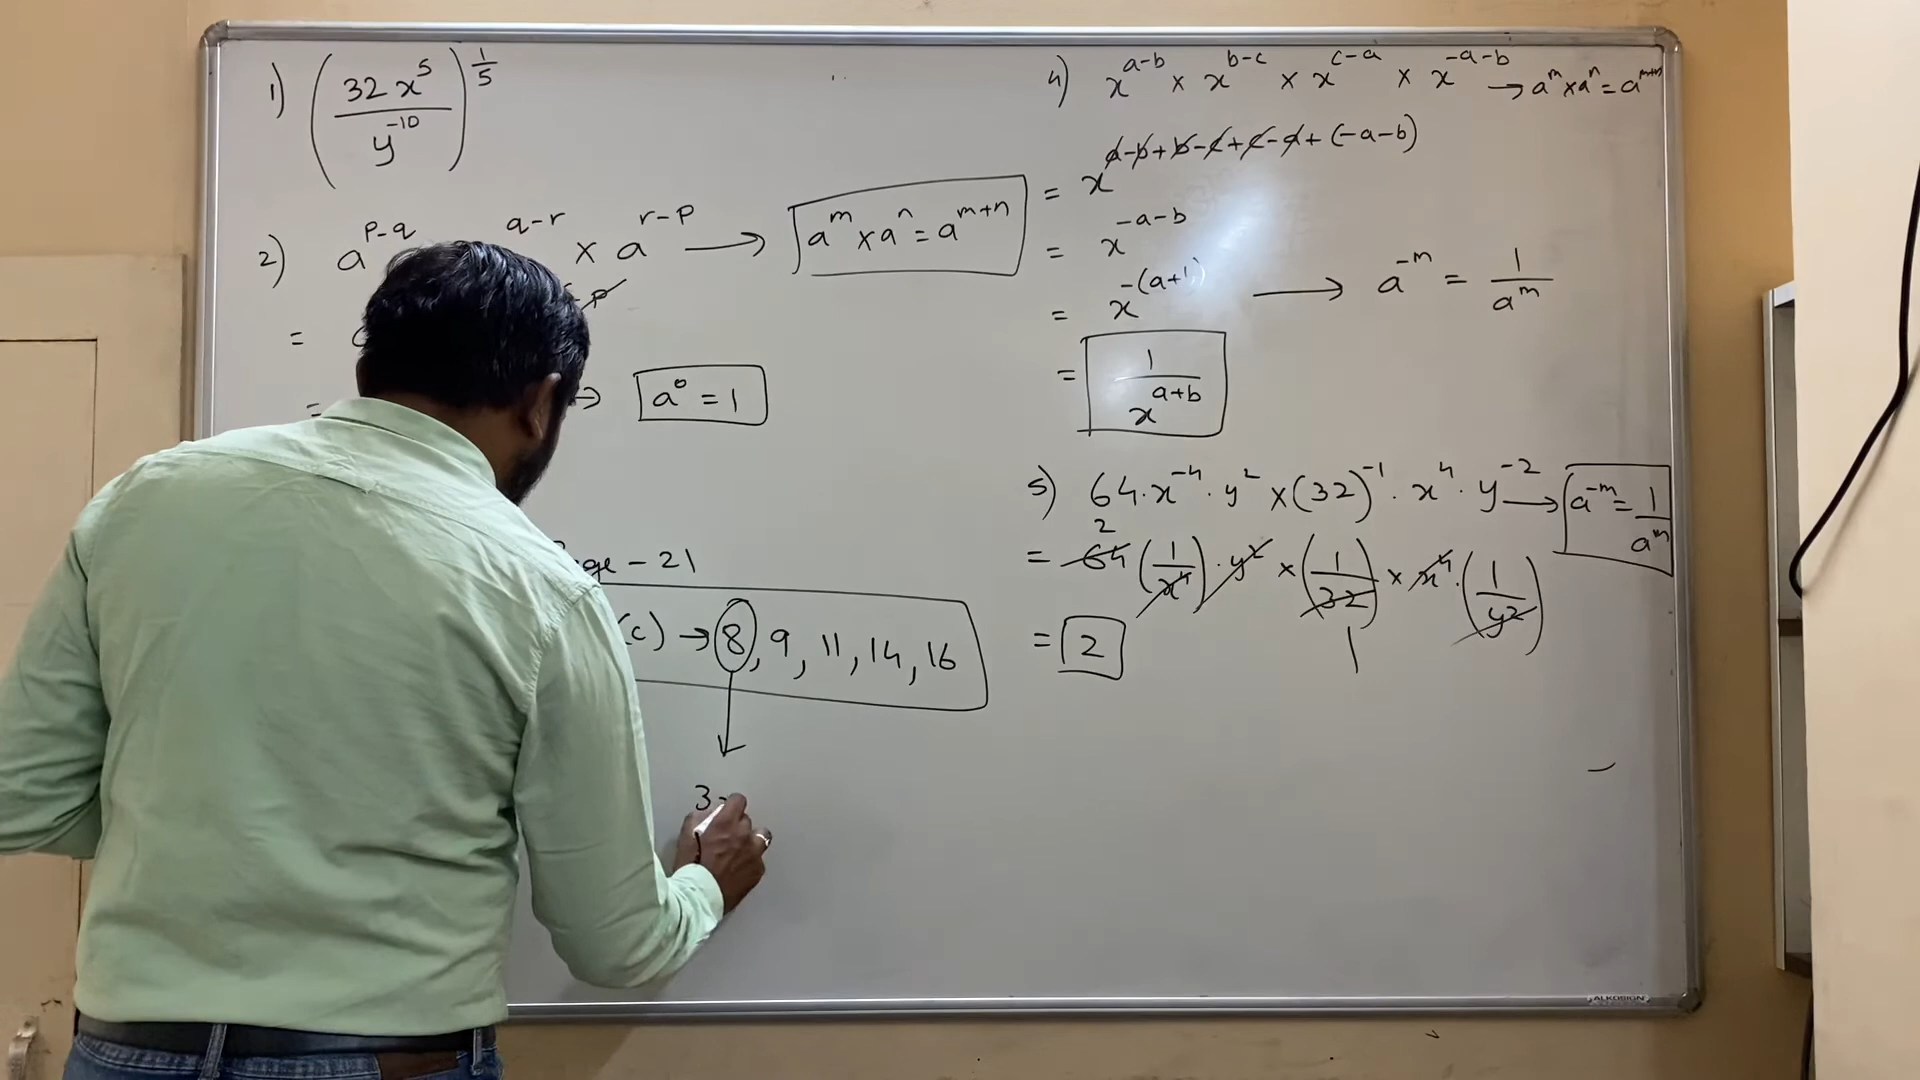 1) (32x⁵ / y⁻¹⁰)^(1/5)
2) a^(p-q) q-r × a^(r-p) → a^m × a^n = a^(m+n)
= p
= → a⁰ = 1
- 21
(c) → 8, 9, 11, 14, 16
3
4) x^(a-b) × x^(b-c) × x^(c-a) × x^(-a-b) → a^m × a^n = a^(m+n)
= x^(a-b+b-c+c-a+(-a-b))
= x^(-a-b)
= x^(-(a+ → a^(-m) = 1/a^m
= 1/x^(a+b)
5) 64·x⁻⁴·y² × (32)⁻¹·x⁴·y⁻² → a^(-m) = 1/a^m
2
= 64 (1/x⁴)·y² × (1/32) × x⁴·(1/y²)
1
= 2
ALKOSIGN